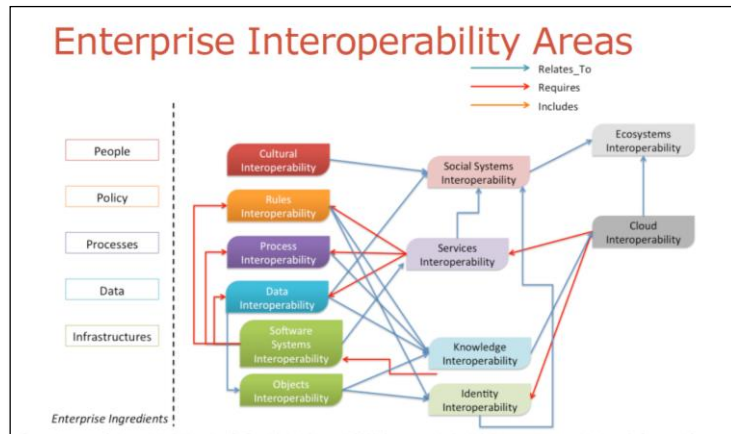 Enterprise Interoperability Areas
Relates_To
Requires
Includes
People
Policy
Processes
Data
Infrastructures
Enterprise Ingredients
Cultural
Interoperability
Rules
Interoperability
Process
Interoperability
Data
Interoperability
Software
Systems
Interoperability
Objects
Interoperability
Social Systems
Interoperability
Services
Interoperability
Knowledge
Interoperability
Identity
Interoperability
Ecosystems
Interoperability
Cloud
Interoperability